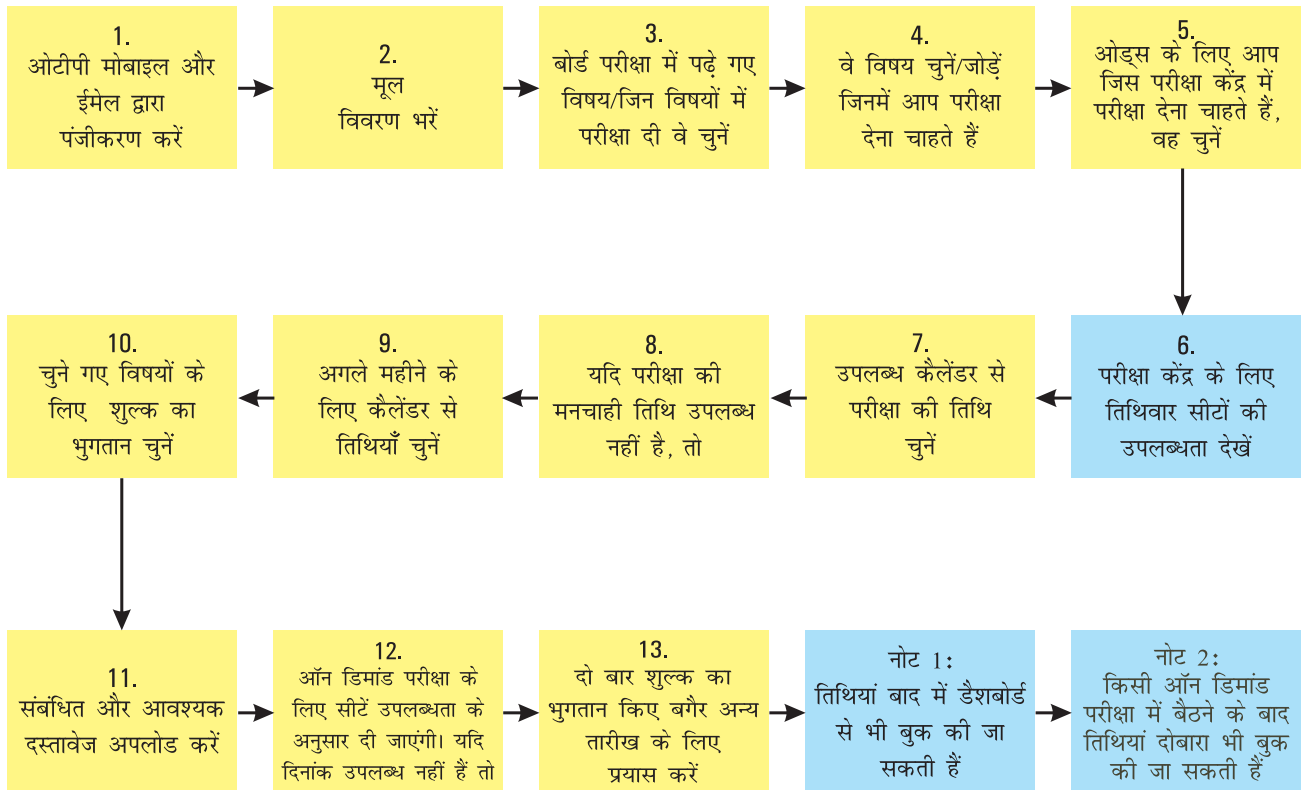 1.
ओटीपी मोबाइल और
ईमेल द्वारा
पंजीकरण करें
2.
मूल
विवरण भरें
3.
बोर्ड परीक्षा में पढ़े गए
विषय/जिन विषयों में
परीक्षा दी वे चुनें
4.
वे विषय चुनें/जोड़ें
जिनमें आप परीक्षा
देना चाहते हैं
5.
ओड्स के लिए आप
जिस परीक्षा केंद्र में
परीक्षा देना चाहते हैं,
वह चुनें
6.
परीक्षा केंद्र के लिए
तिथिवार सीटों की
उपलब्धता देखें
7.
उपलब्ध कैलेंडर से
परीक्षा की तिथि
चुनें
8.
यदि परीक्षा की
मनचाही तिथि उपलब्ध
नहीं है, तो
9.
अगले महीने के
लिए कैलेंडर से
तिथियाँ चुनें
10.
चुने गए विषयों के
लिए शुल्क का
भुगतान चुनें
11.
संबंधित और आवश्यक
दस्तावेज अपलोड करें
12.
ऑन डिमांड परीक्षा के
लिए सीटें उपलब्धता के
अनुसार दी जाएंगी। यदि
दिनांक उपलब्ध नहीं हैं तो
13.
दो बार शुल्क का
भुगतान किए बगैर अन्य
तारीख के लिए
प्रयास करें
नोट 1:
तिथियां बाद में डैशबोर्ड
से भी बुक की जा
सकती हैं
नोट 2:
किसी ऑन डिमांड
परीक्षा में बैठने के बाद
तिथियां दोबारा भी बुक
की जा सकती हैं